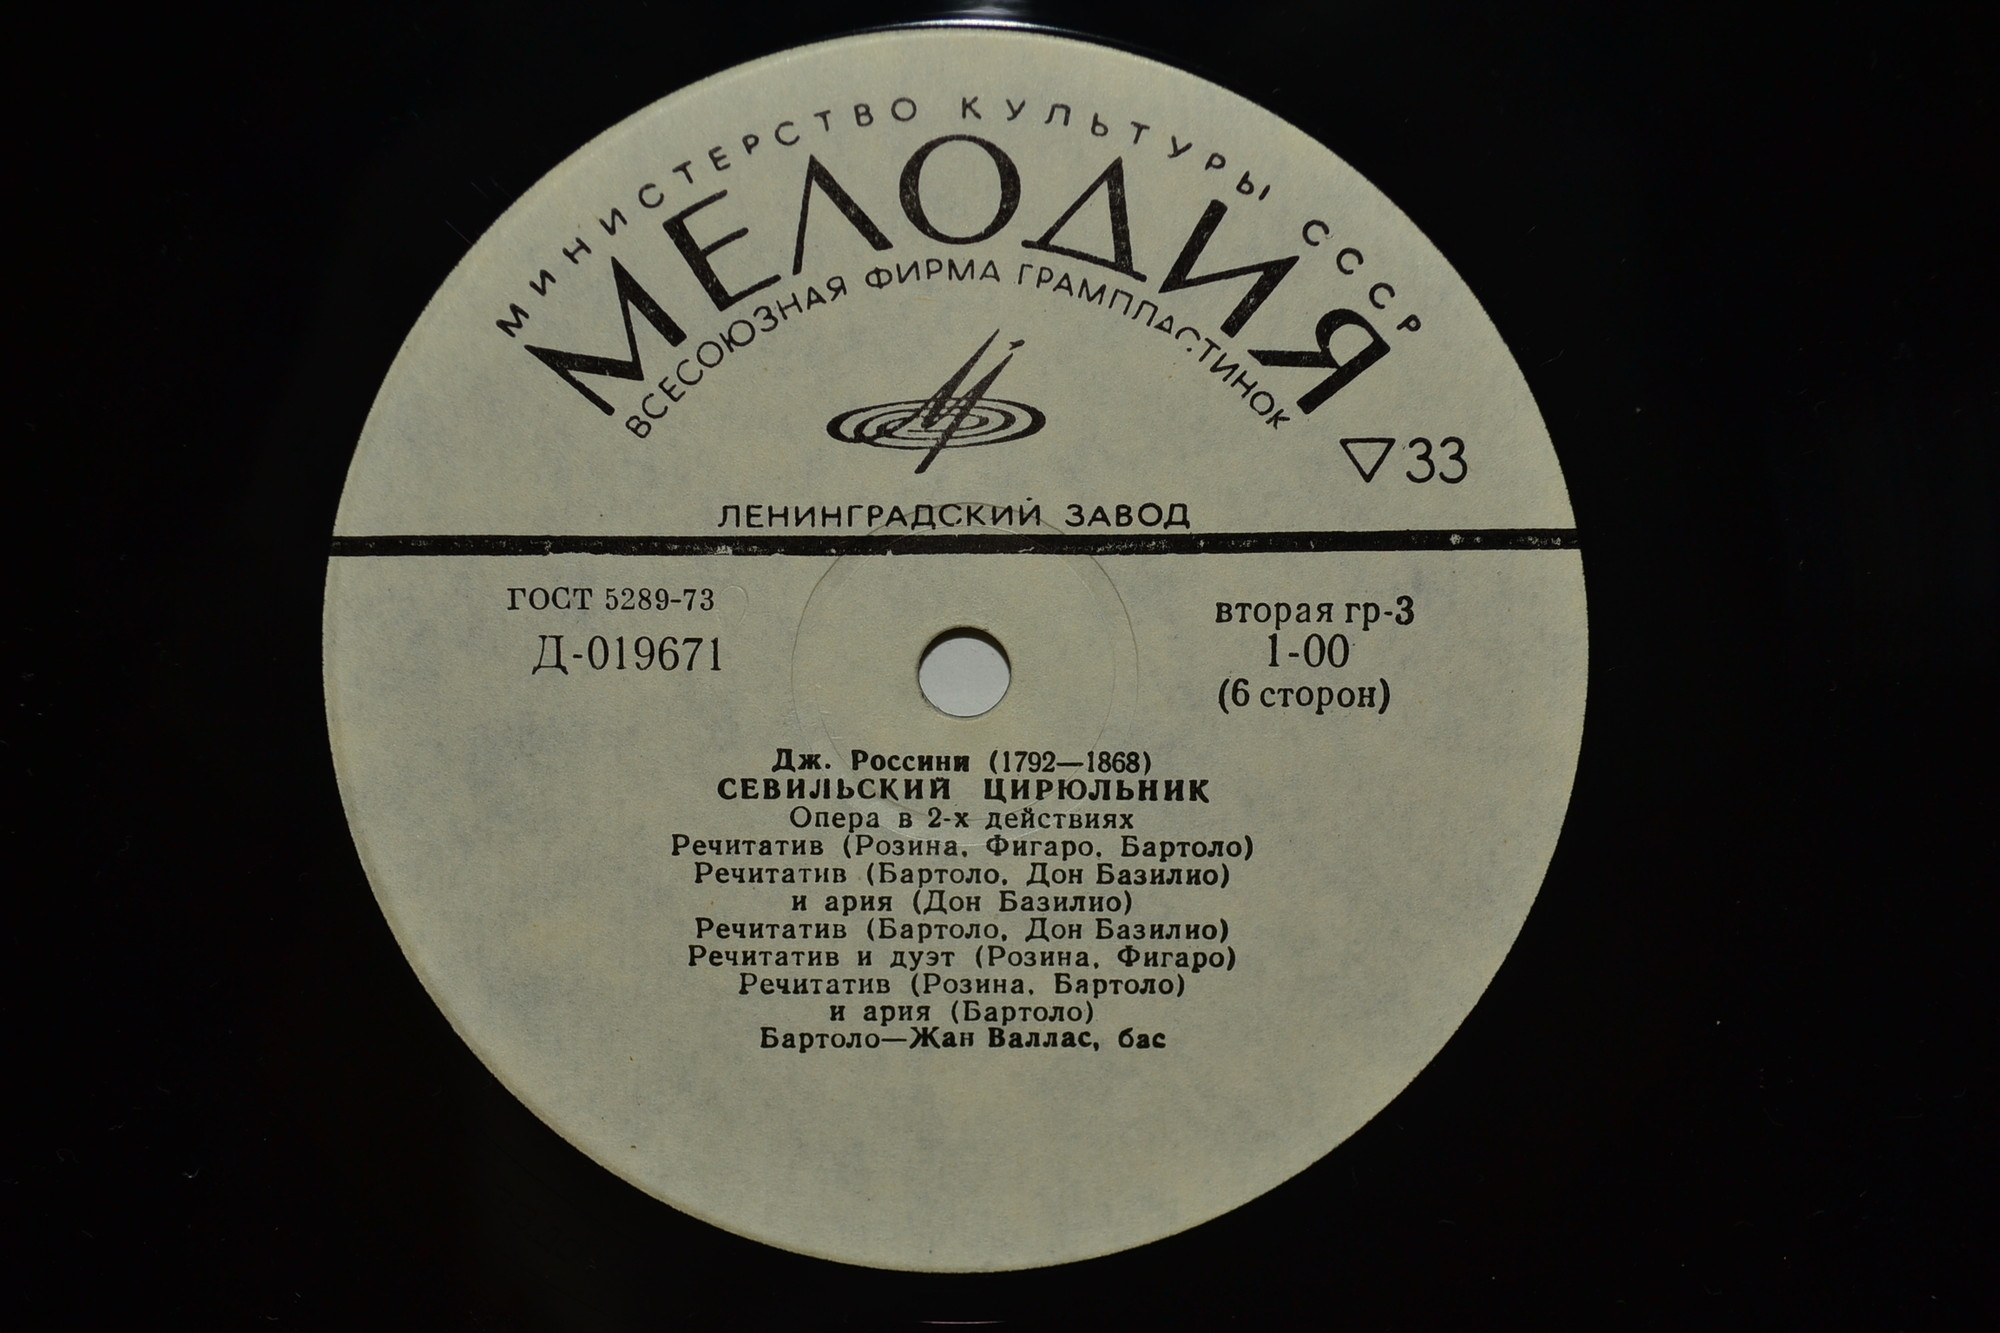 МИНИСТЕРСТВО КУЛЬТУРЫ СССР
МЕЛОДИЯ
ВСЕСОЮЗНАЯ ФИРМА ГРАМПЛАСТИНОК
33
ЛЕНИНГРАДСКИЙ ЗАВОД
ГОСТ 5289-73
Д-019671
вторая гр-3
1-00
(6 сторон)
Дж. Россини (1792—1868)
СЕВИЛЬСКИЙ ЦИРЮЛЬНИК
Опера в 2-х действиях
Речитатив (Розина, Фигаро, Бартоло)
Речитатив (Бартоло, Дон Базилио)
и ария (Дон Базилио)
Речитатив (Бартоло, Дон Базилио)
Речитатив и дуэт (Розина, Фигаро)
Речитатив (Розина, Бартоло)
и ария (Бартоло)
Бартоло—Жан Валлас, бас